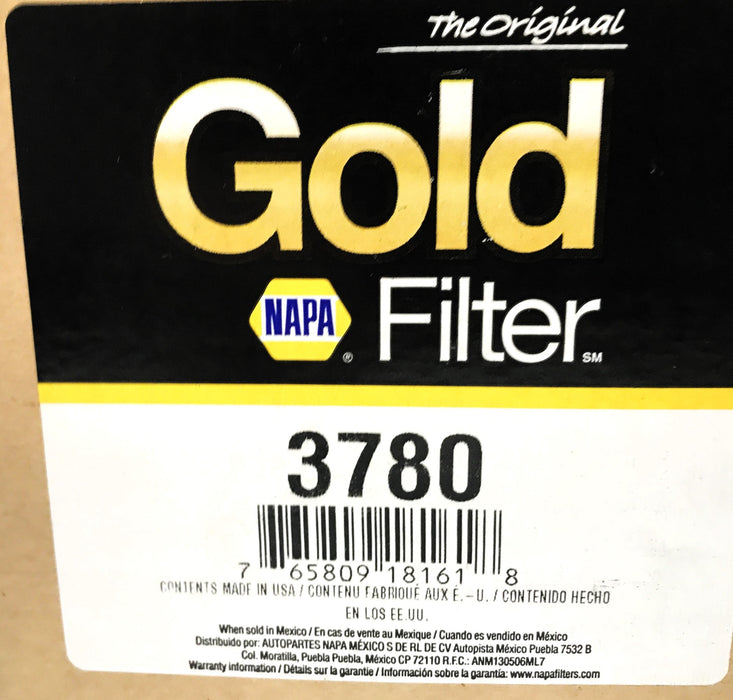 The Original
Gold
NAPA ®
Filter SM
3780
7 65809 18161 8
CONTENTS MADE IN USA / CONTENU FABRIQUÉ AUX É.-U. / CONTENIDO HECHO
EN LOS EE.UU.
When sold in Mexico / En cas de vente au Mexique / Cuando es vendido en México
Distribuido por: AUTOPARTES NAPA MÉXICO S DE RL DE CV Autopista México Puebla 7532 B
Col. Moratilla, Puebla Puebla, México CP 72110 R.F.C.: ANM130506ML7
Warranty information / Détails sur la garantie / Información sobre la garantía: www.napafilters.com